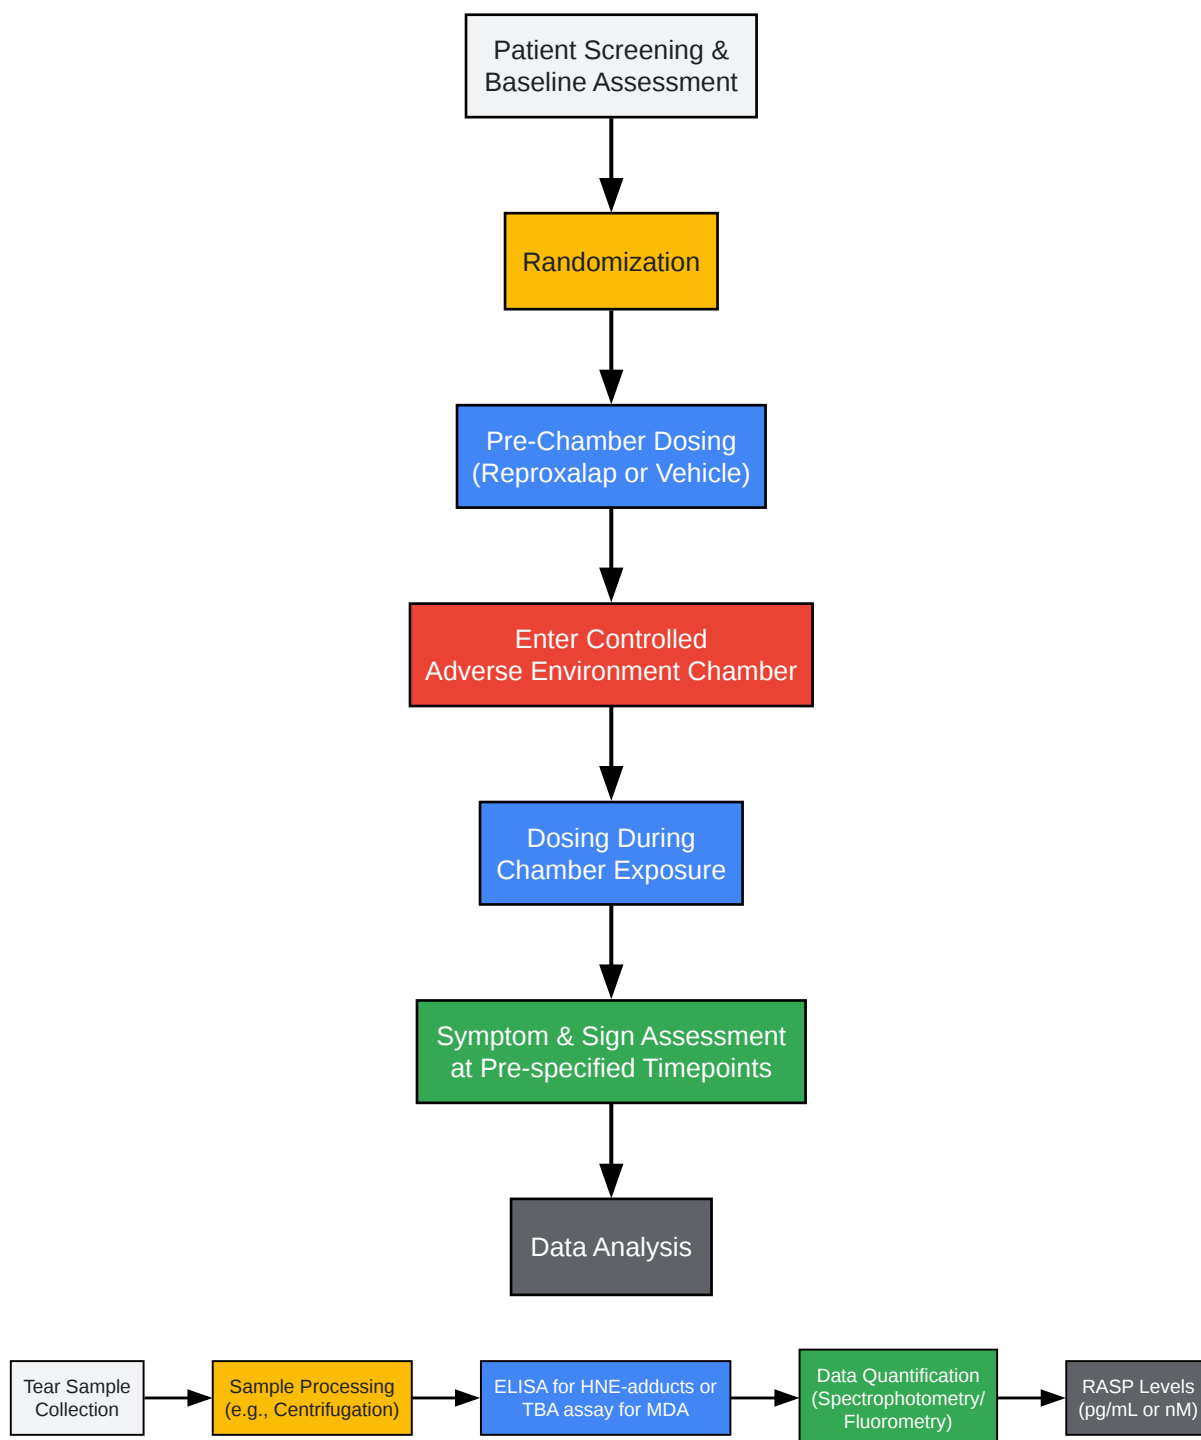 Patient Screening &
Baseline Assessment
Randomization
Pre-Chamber Dosing
(Reproxalap or Vehicle)
Enter Controlled
Adverse Environment Chamber
Dosing During
Chamber Exposure
Symptom & Sign Assessment
at Pre-specified Timepoints
Data Analysis
Tear Sample
Collection
Sample Processing
(e.g., Centrifugation)
ELISA for HNE-adducts or
TBA assay for MDA
Data Quantification
(Spectrophotometry/
Fluorometry)
RASP Levels
(pg/mL or nM)